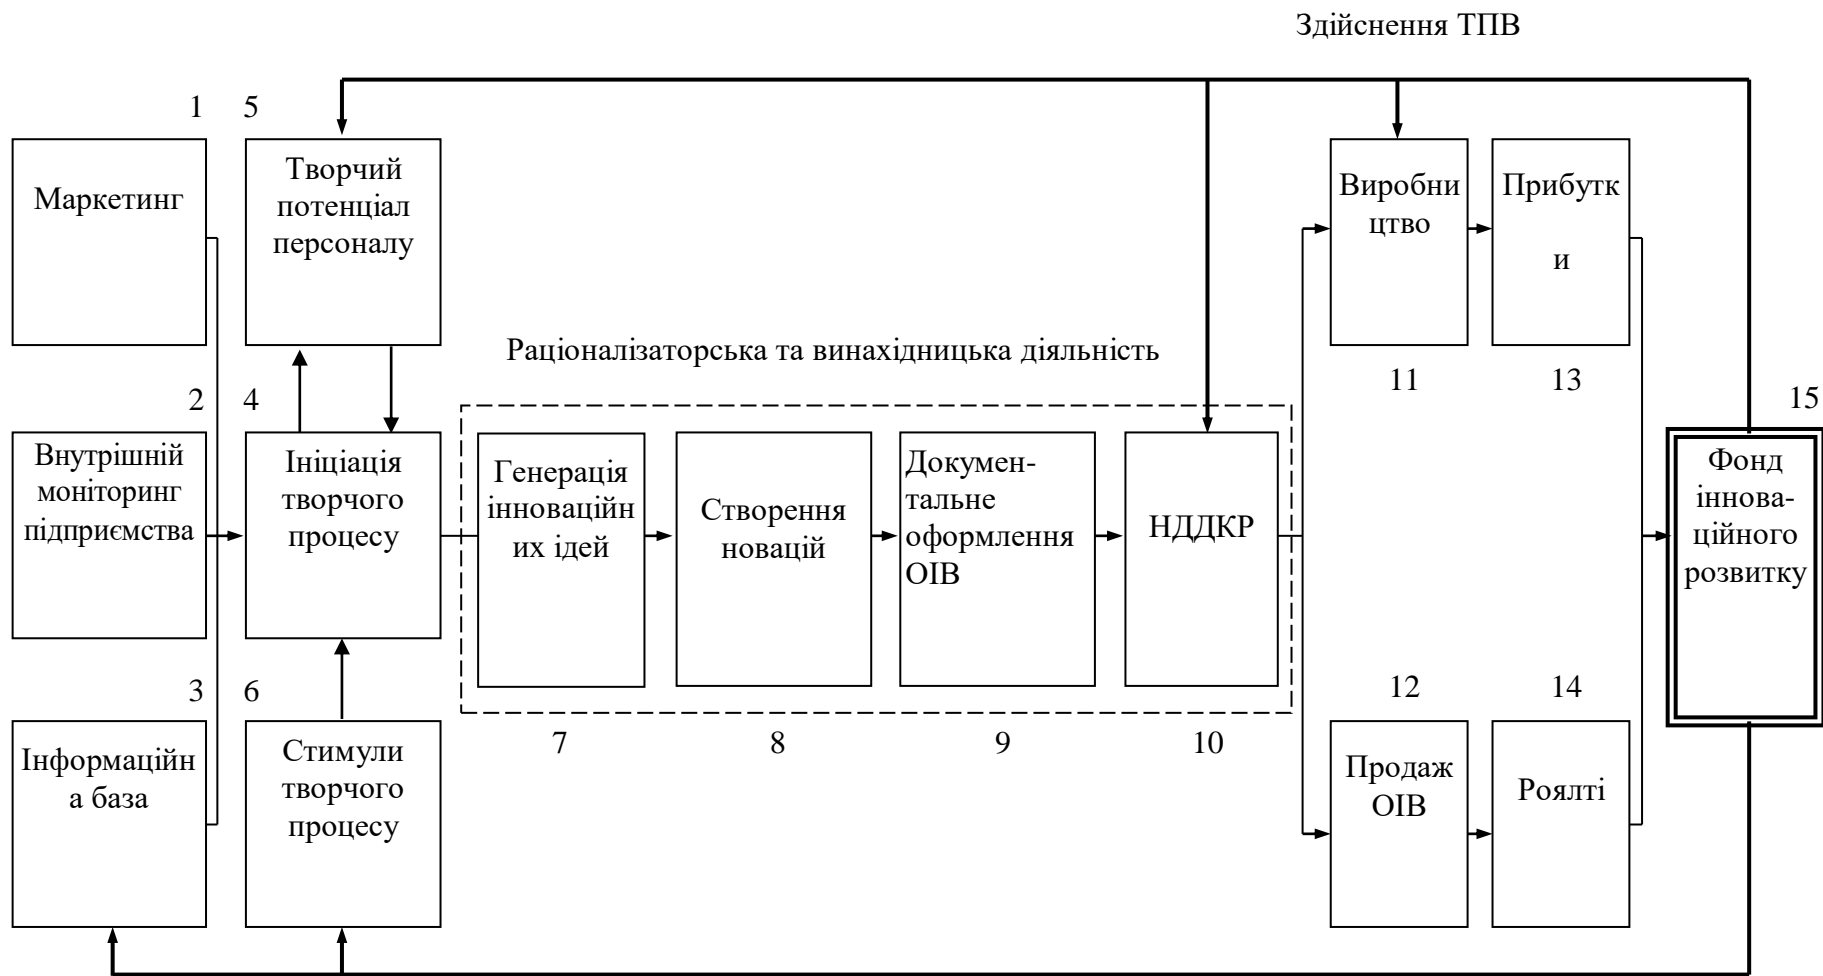 Здійснення ТПВ
1
5
Маркетинг
Творчий
потенціал
персоналу
Виробни
цтво
Прибутк
и
Раціоналізаторська та винахідницька діяльність
11
13
2
4
15
Внутрішній
моніторинг
підприємства
Ініціація
творчого
процесу
Генерація
інноваційн
их ідей
Створення
новацій
Докумен-
тальне
оформлення
ОІВ
НДДКР
Фонд
іннова-
ційного
розвитку
3
6
12
14
7
8
9
10
Інформаційн
а база
Стимули
творчого
процесу
Продаж
ОІВ
Роялті